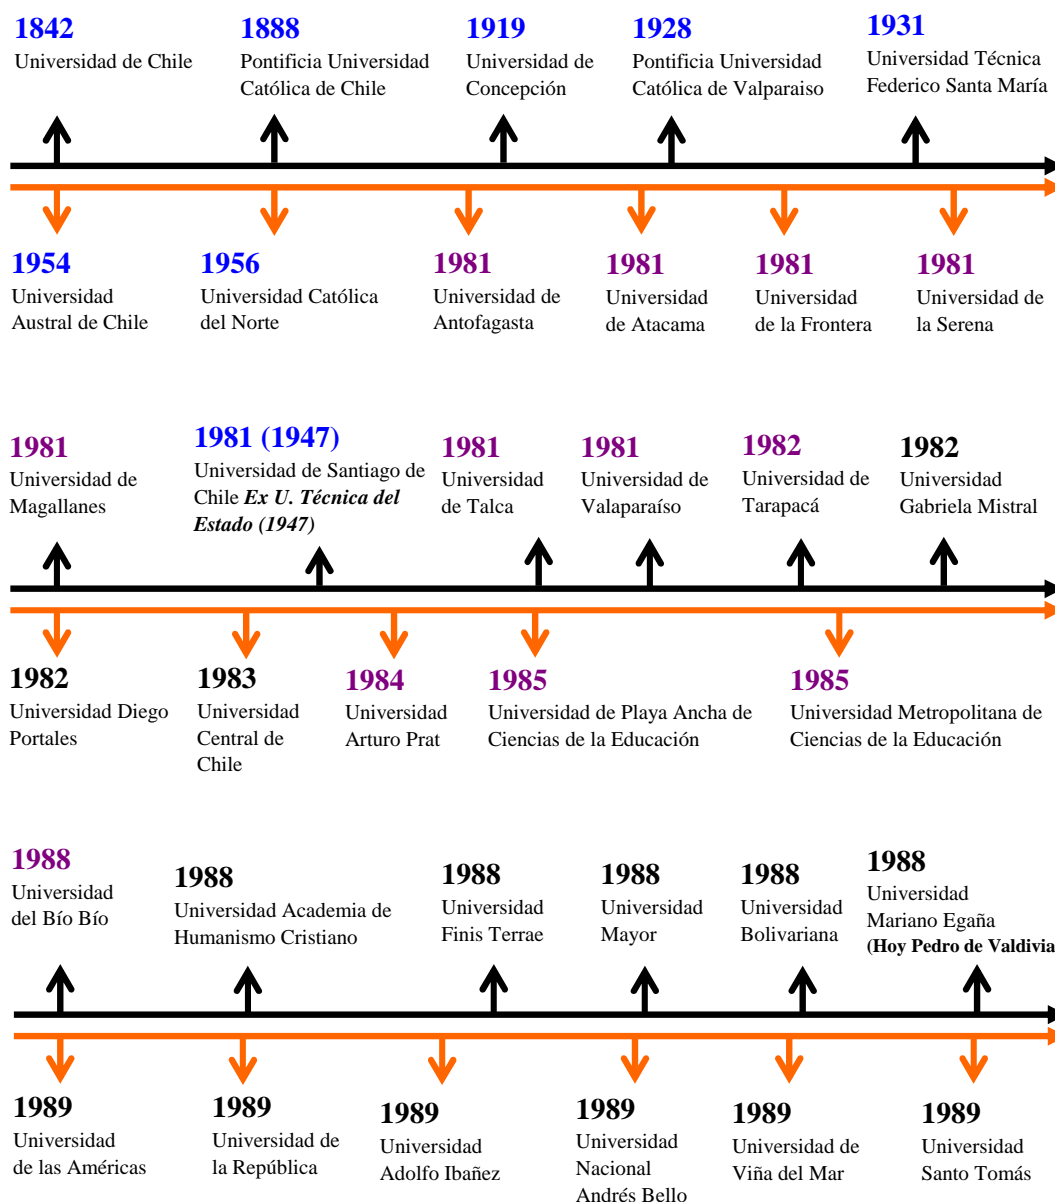 1842
Universidad de Chile
1888
Pontificia Universidad
Católica de Chile
1919
Universidad de
Concepción
1928
Pontificia Universidad
Católica de Valparaiso
1931
Universidad Técnica
Federico Santa María
1954
Universidad
Austral de Chile
1956
Universidad Católica
del Norte
1981
Universidad de
Antofagasta
1981
Universidad
de Atacama
1981
Universidad
de la Frontera
1981
Universidad de
la Serena
1981
Universidad de
Magallanes
1981 (1947)
Universidad de Santiago de
Chile Ex U. Técnica del
Estado (1947)
1981
Universidad
de Talca
1981
Universidad de
Valaparaíso
1982
Universidad de
Tarapacá
1982
Universidad
Gabriela Mistral
1982
Universidad Diego
Portales
1983
Universidad
Central de
Chile
1984
Universidad
Arturo Prat
1985
Universidad de Playa Ancha de
Ciencias de la Educación
1985
Universidad Metropolitana de
Ciencias de la Educación
1988
Universidad
del Bío Bío
1988
Universidad Academia de
Humanismo Cristiano
1988
Universidad
Finis Terrae
1988
Universidad
Mayor
1988
Universidad
Bolivariana
1988
Universidad
Mariano Egaña
(Hoy Pedro de Valdivia
1989
Universidad
de las Américas
1989
Universidad de
la República
1989
Universidad
Adolfo Ibañez
1989
Universidad
Nacional
Andrés Bello
1989
Universidad de
Viña del Mar
1989
Universidad
Santo Tomás